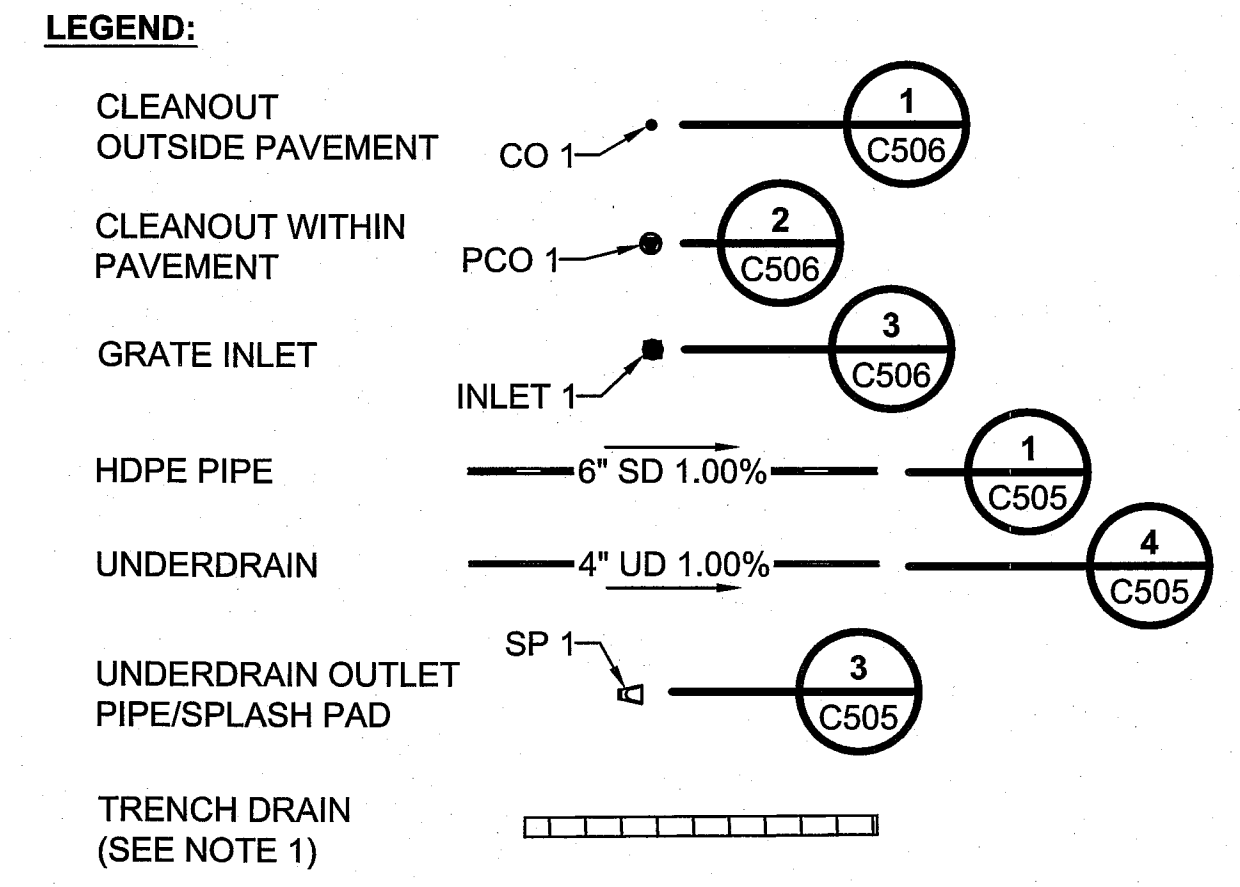 LEGEND:
CLEANOUT
OUTSIDE PAVEMENT
CO 1
1
C506
CLEANOUT WITHIN
PAVEMENT
PCO 1
2
C506
GRATE INLET
INLET 1
3
C506
HDPE PIPE
6" SD 1.00%
1
C505
UNDERDRAIN
4" UD 1.00%
4
C505
UNDERDRAIN OUTLET
PIPE/SPLASH PAD
SP 1
3
C505
TRENCH DRAIN
(SEE NOTE 1)